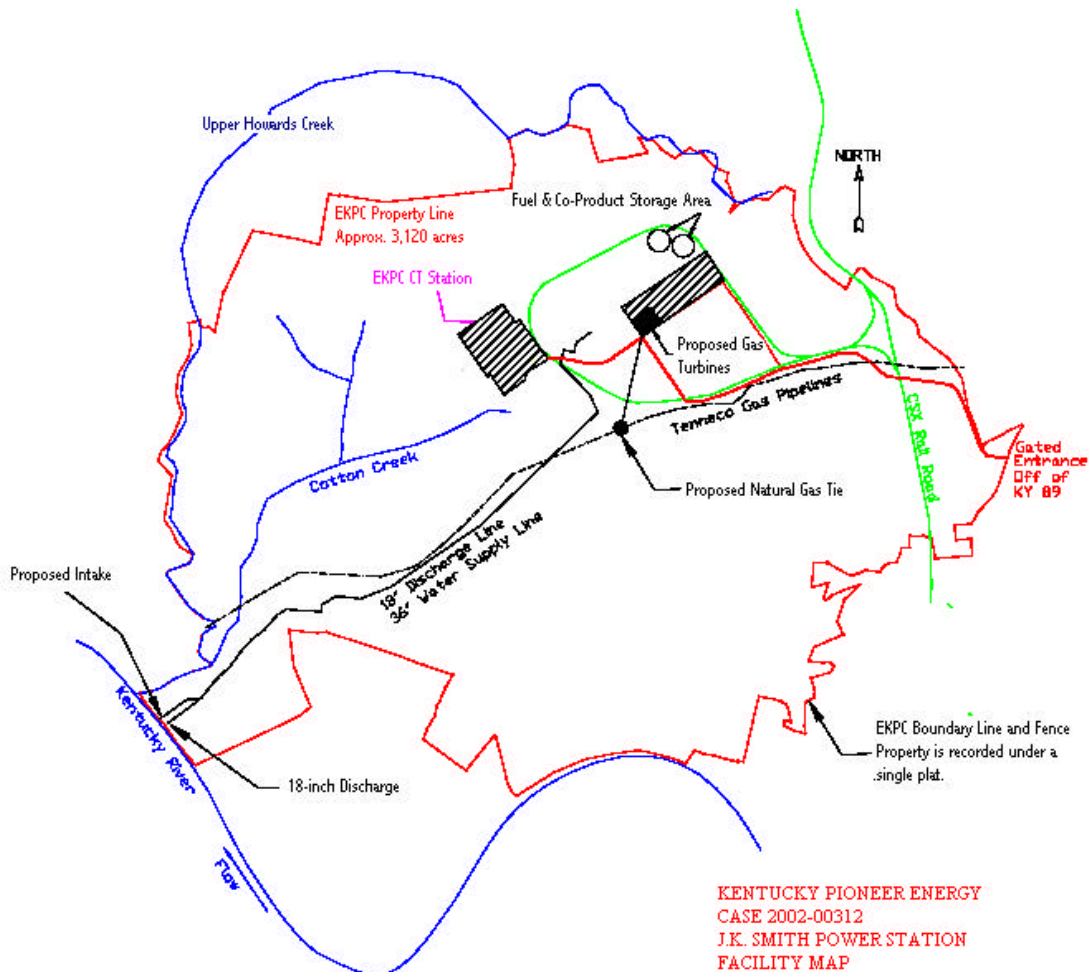 Upper Howards Creek
NORTH
Fuel & Co-Product Storage Area
EKPC Property Line
Approx. 3,120 acres
EKPC CT Station
Proposed Gas
Turbines
Tenneco Gas Pipelines
CSX Rail Road
Gated
Entrance
Off of
KY 89
Cotton Creek
Proposed Natural Gas Tie
18" Discharge Line
36" Water Supply Line
Proposed Intake
Kentucky River
18-inch Discharge
Flow
EKPC Boundary Line and Fence
Property is recorded under a
single plat.
KENTUCKY PIONEER ENERGY
CASE 2002-00312
J.K. SMITH POWER STATION
FACILITY MAP